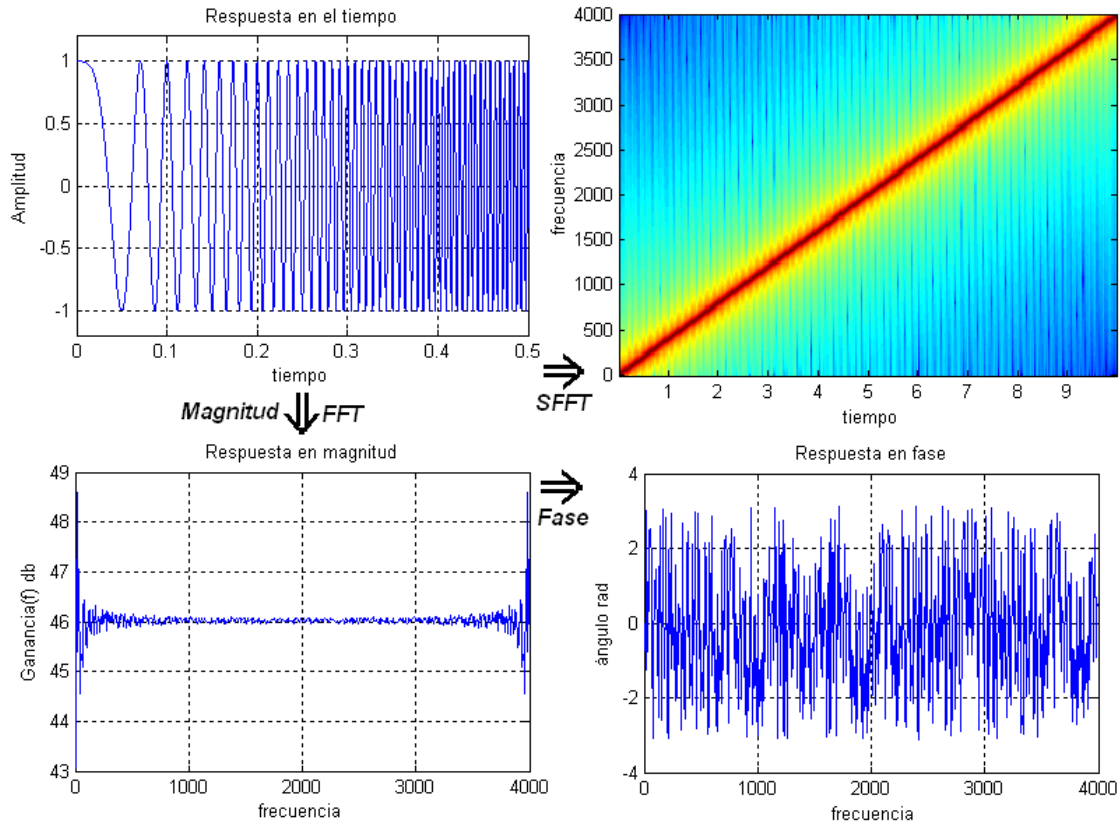 Respuesta en el tiempo
Amplitud
1
0.5
0
-0.5
-1
0 0.1 0.2 0.3 0.4 0.5
tiempo
frecuencia
4000
3500
3000
2500
2000
1500
1000
500
0
1 2 3 4 5 6 7 8 9
tiempo
SFFT
Magnitud FFT
Respuesta en magnitud
Ganancia(f) db
49
48
47
46
45
44
43
0 1000 2000 3000 4000
frecuencia
Fase
Respuesta en fase
ángulo rad
4
2
0
-2
-4
0 1000 2000 3000 4000
frecuencia